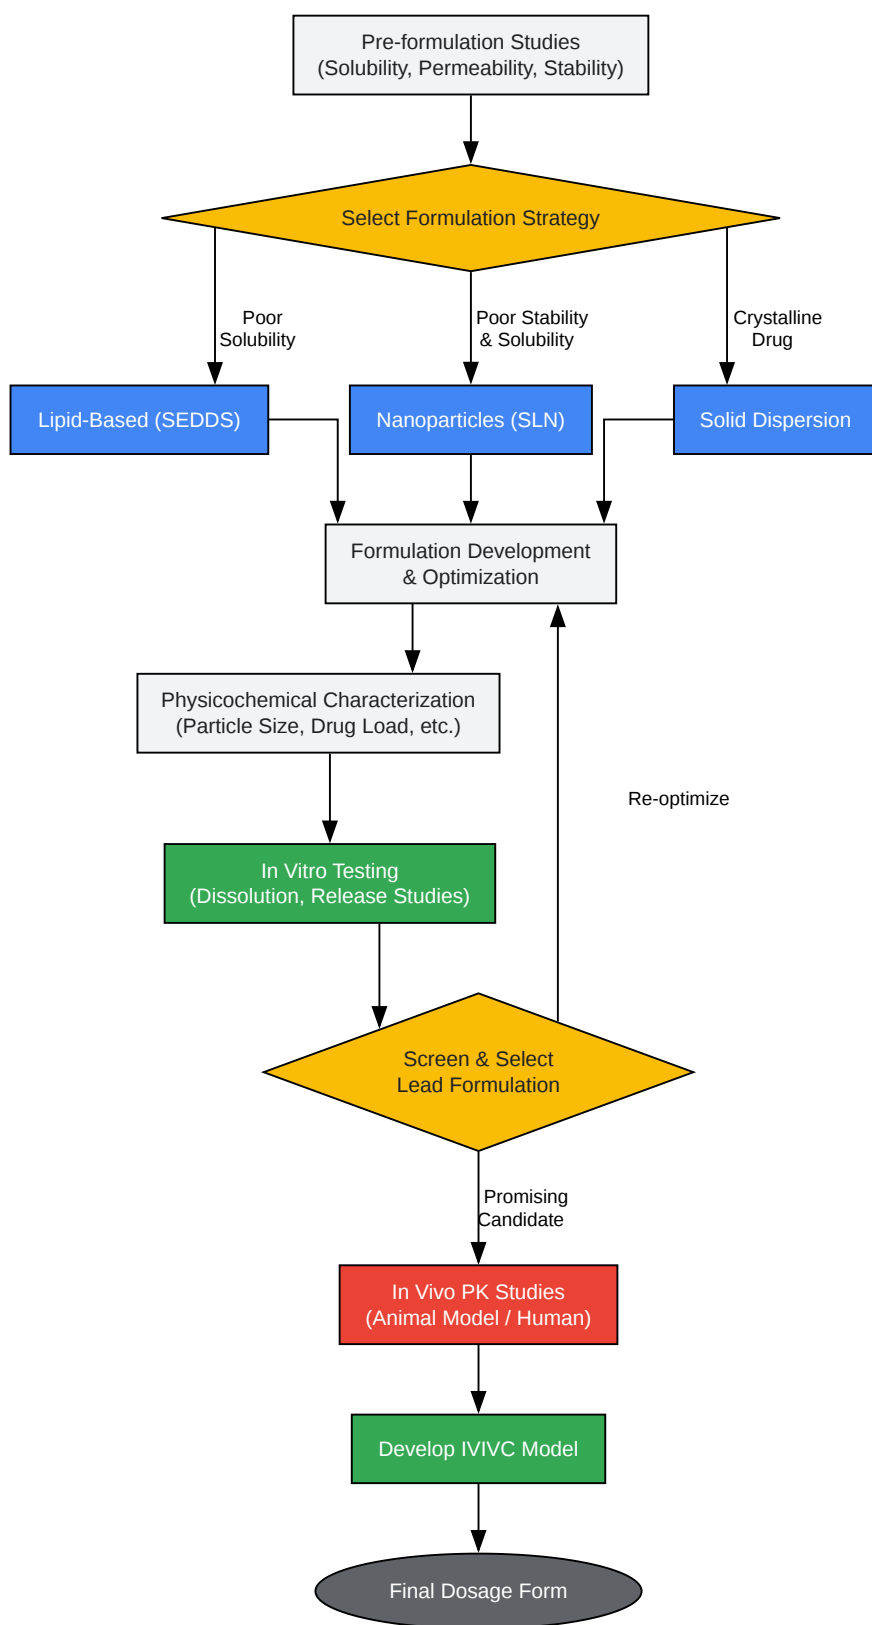 Pre-formulation Studies
(Solubility, Permeability, Stability)
Select Formulation Strategy
Poor
Solubility
Poor Stability
& Solubility
Crystalline
Drug
Lipid-Based (SEDDS)
Nanoparticles (SLN)
Solid Dispersion
Formulation Development
& Optimization
Physicochemical Characterization
(Particle Size, Drug Load, etc.)
Re-optimize
In Vitro Testing
(Dissolution, Release Studies)
Screen & Select
Lead Formulation
Promising
Candidate
In Vivo PK Studies
(Animal Model / Human)
Develop IVIVC Model
Final Dosage Form